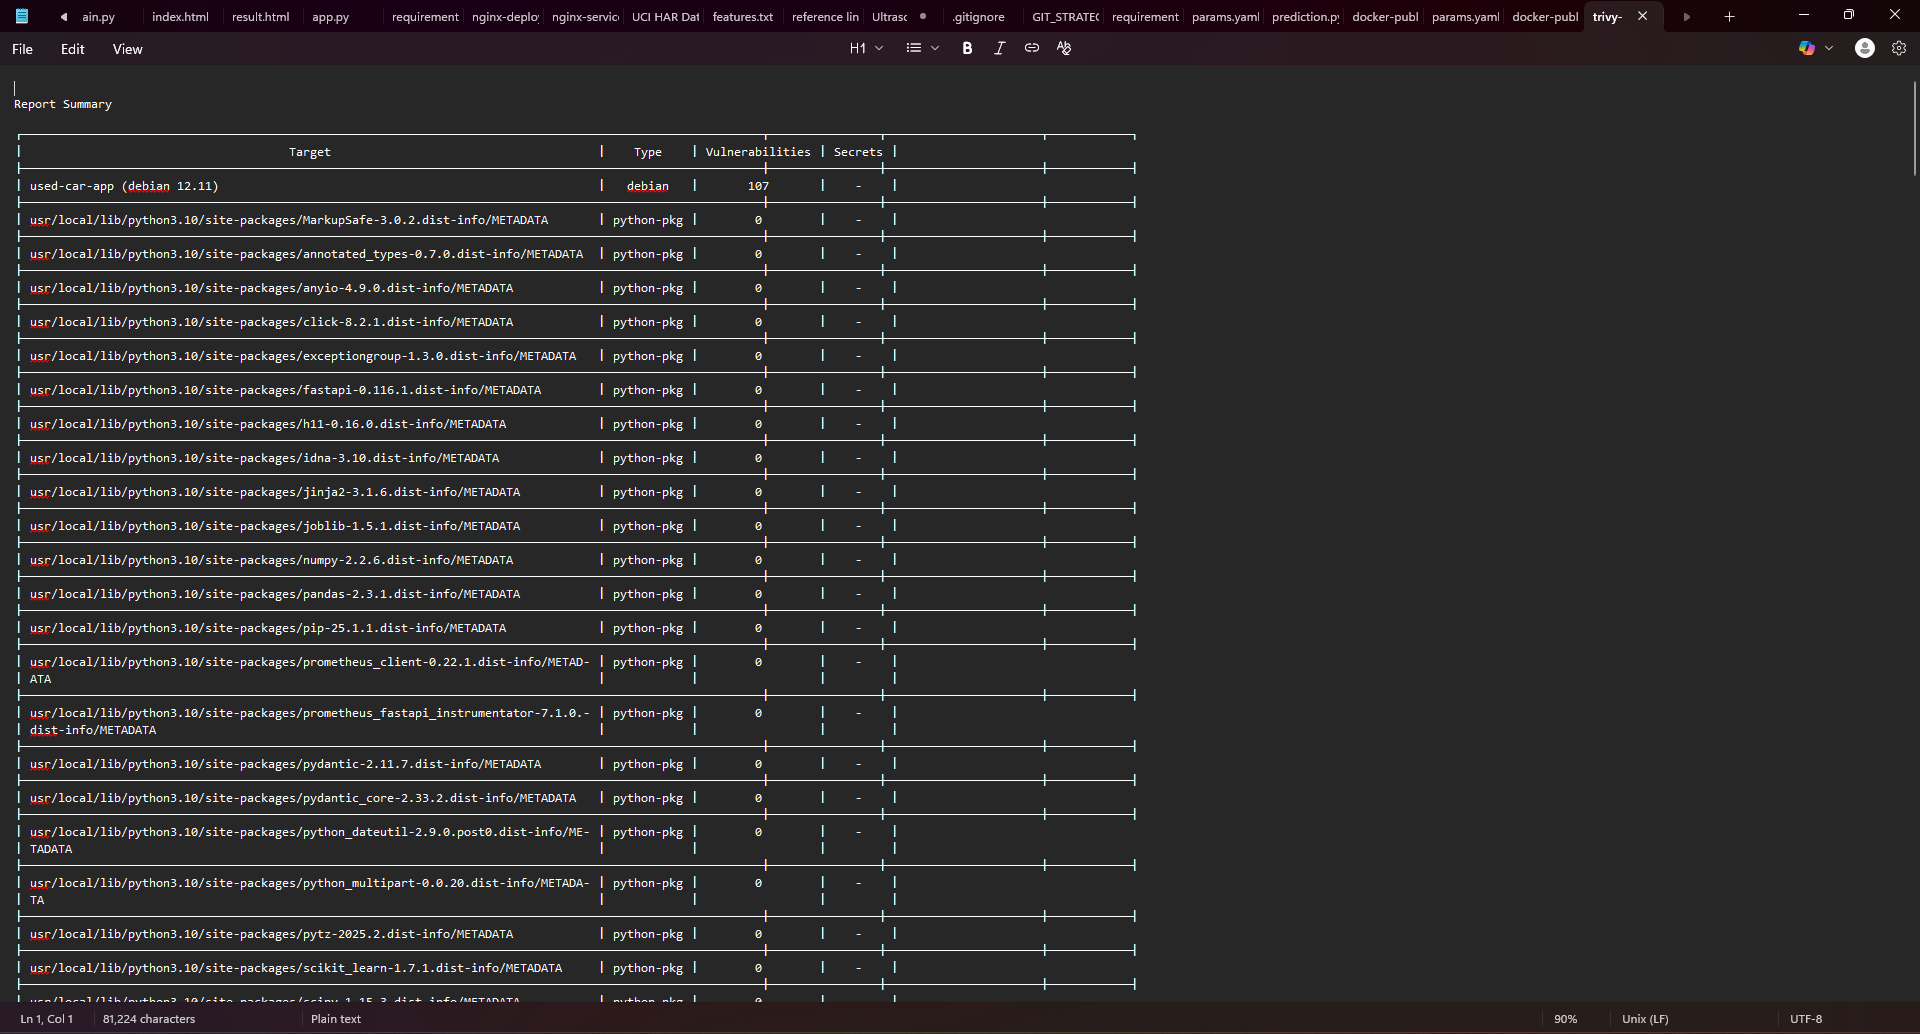 ain.py index.html result.html app.py requirement nginx-deploy nginx-servic UCI HAR Dat features.txt reference lin Ultrasc .gitignore GIT_STRATEG requirement params.yaml prediction.py docker-publ params.yaml docker-publ trivy-
File Edit View H1 B I
Report Summary
Target | Type | Vulnerabilities | Secrets |
used-car-app (debian 12.11) | debian | 107 | - |
usr/local/lib/python3.10/site-packages/MarkupSafe-3.0.2.dist-info/METADATA | python-pkg | 0 | - |
usr/local/lib/python3.10/site-packages/annotated_types-0.7.0.dist-info/METADATA | python-pkg | 0 | - |
usr/local/lib/python3.10/site-packages/anyio-4.9.0.dist-info/METADATA | python-pkg | 0 | - |
usr/local/lib/python3.10/site-packages/click-8.2.1.dist-info/METADATA | python-pkg | 0 | - |
usr/local/lib/python3.10/site-packages/exceptiongroup-1.3.0.dist-info/METADATA | python-pkg | 0 | - |
usr/local/lib/python3.10/site-packages/fastapi-0.116.1.dist-info/METADATA | python-pkg | 0 | - |
usr/local/lib/python3.10/site-packages/h11-0.16.0.dist-info/METADATA | python-pkg | 0 | - |
usr/local/lib/python3.10/site-packages/idna-3.10.dist-info/METADATA | python-pkg | 0 | - |
usr/local/lib/python3.10/site-packages/jinja2-3.1.6.dist-info/METADATA | python-pkg | 0 | - |
usr/local/lib/python3.10/site-packages/joblib-1.5.1.dist-info/METADATA | python-pkg | 0 | - |
usr/local/lib/python3.10/site-packages/numpy-2.2.6.dist-info/METADATA | python-pkg | 0 | - |
usr/local/lib/python3.10/site-packages/pandas-2.3.1.dist-info/METADATA | python-pkg | 0 | - |
usr/local/lib/python3.10/site-packages/pip-25.1.1.dist-info/METADATA | python-pkg | 0 | - |
usr/local/lib/python3.10/site-packages/prometheus_client-0.22.1.dist-info/METAD- | python-pkg | 0 | - |
ATA | | | |
usr/local/lib/python3.10/site-packages/prometheus_fastapi_instrumentator-7.1.0.- | python-pkg | 0 | - |
dist-info/METADATA | | | |
usr/local/lib/python3.10/site-packages/pydantic-2.11.7.dist-info/METADATA | python-pkg | 0 | - |
usr/local/lib/python3.10/site-packages/pydantic_core-2.33.2.dist-info/METADATA | python-pkg | 0 | - |
usr/local/lib/python3.10/site-packages/python_dateutil-2.9.0.post0.dist-info/ME- | python-pkg | 0 | - |
TADATA | | | |
usr/local/lib/python3.10/site-packages/python_multipart-0.0.20.dist-info/METADA- | python-pkg | 0 | - |
TA | | | |
usr/local/lib/python3.10/site-packages/pytz-2025.2.dist-info/METADATA | python-pkg | 0 | - |
usr/local/lib/python3.10/site-packages/scikit_learn-1.7.1.dist-info/METADATA | python-pkg | 0 | - |
usr/local/lib/python3.10/site-packages/scipy-1.15.3.dist-info/METADATA | python-pkg | 0
Ln 1, Col 1 81,224 characters Plain text 90% Unix (LF) UTF-8